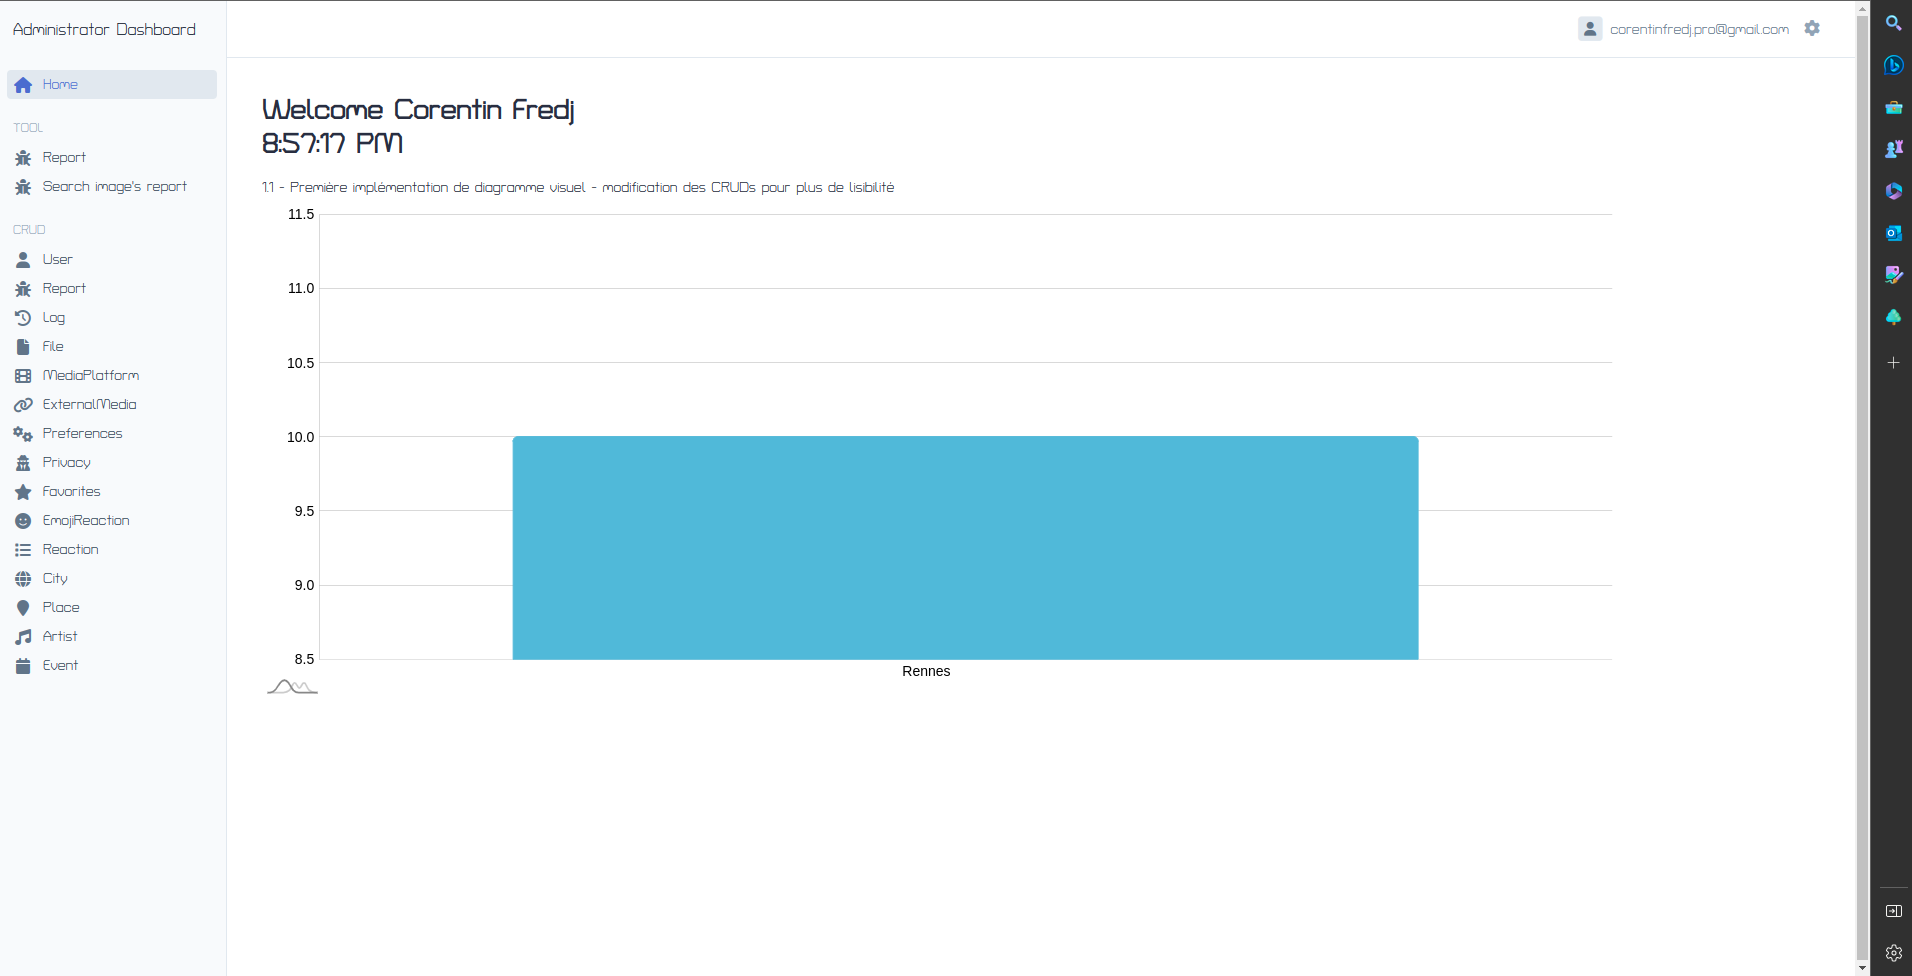 Administrator Dashboard
corentinfredj.pro@gmail.com
Home
TOOL
Report
Search image's report
CRUD
User
Report
Log
File
MediaPlatform
ExternalMedia
Preferences
Privacy
Favorites
EmojiReaction
Reaction
City
Place
Artist
Event
Welcome Corentin Fredj
8:57:17 PM
1.1 - Première implémentation de diagramme visuel - modification des CRUDs pour plus de lisibilité
11.5
11.0
10.5
10.0
9.5
9.0
8.5
Rennes